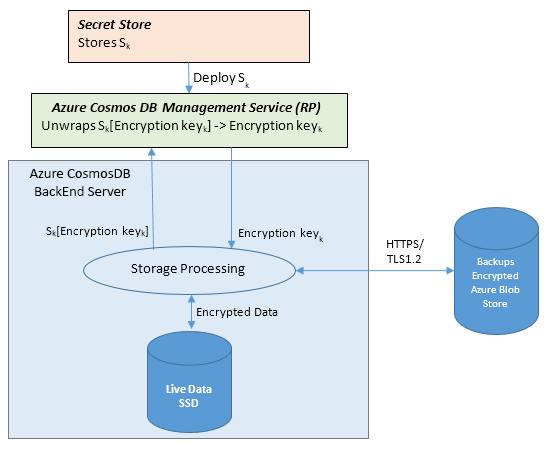 Secret Store
Stores Sk
Deploy Sk
Azure Cosmos DB Management Service (RP)
Unwraps Sk[Encryption keyk] -> Encryption keyk
Azure CosmosDB
BackEnd Server
Sk[Encryption keyk]
Encryption keyk
HTTPS/
TLS1.2
Storage Processing
Backups
Encrypted
Azure Blob
Store
Encrypted Data
Live Data
SSD